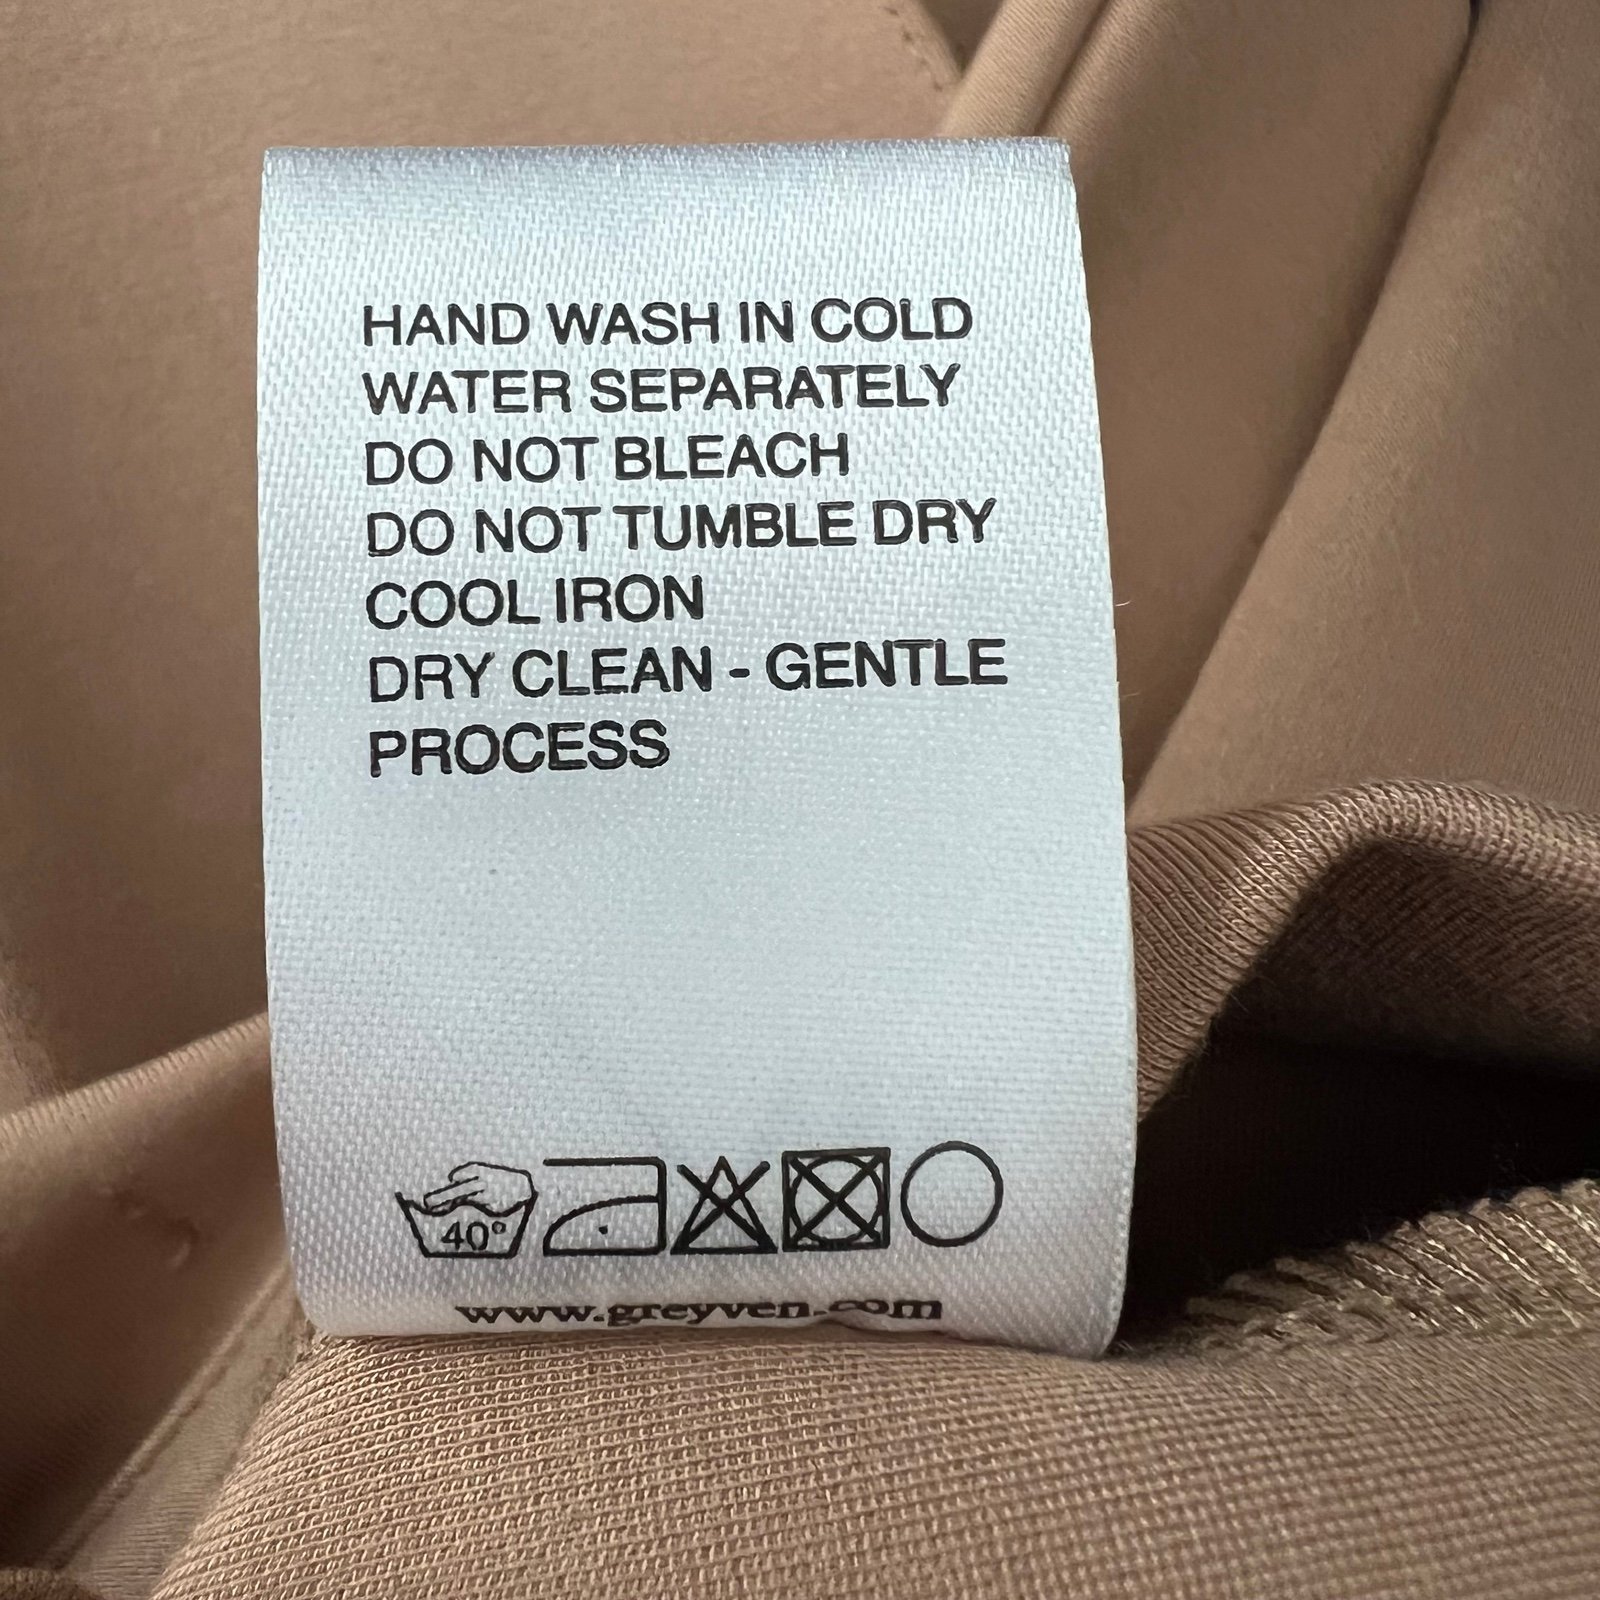 HAND WASH IN COLD
WATER SEPARATELY
DO NOT BLEACH
DO NOT TUMBLE DRY
COOL IRON
DRY CLEAN - GENTLE
PROCESS
40°
www.greyven.com